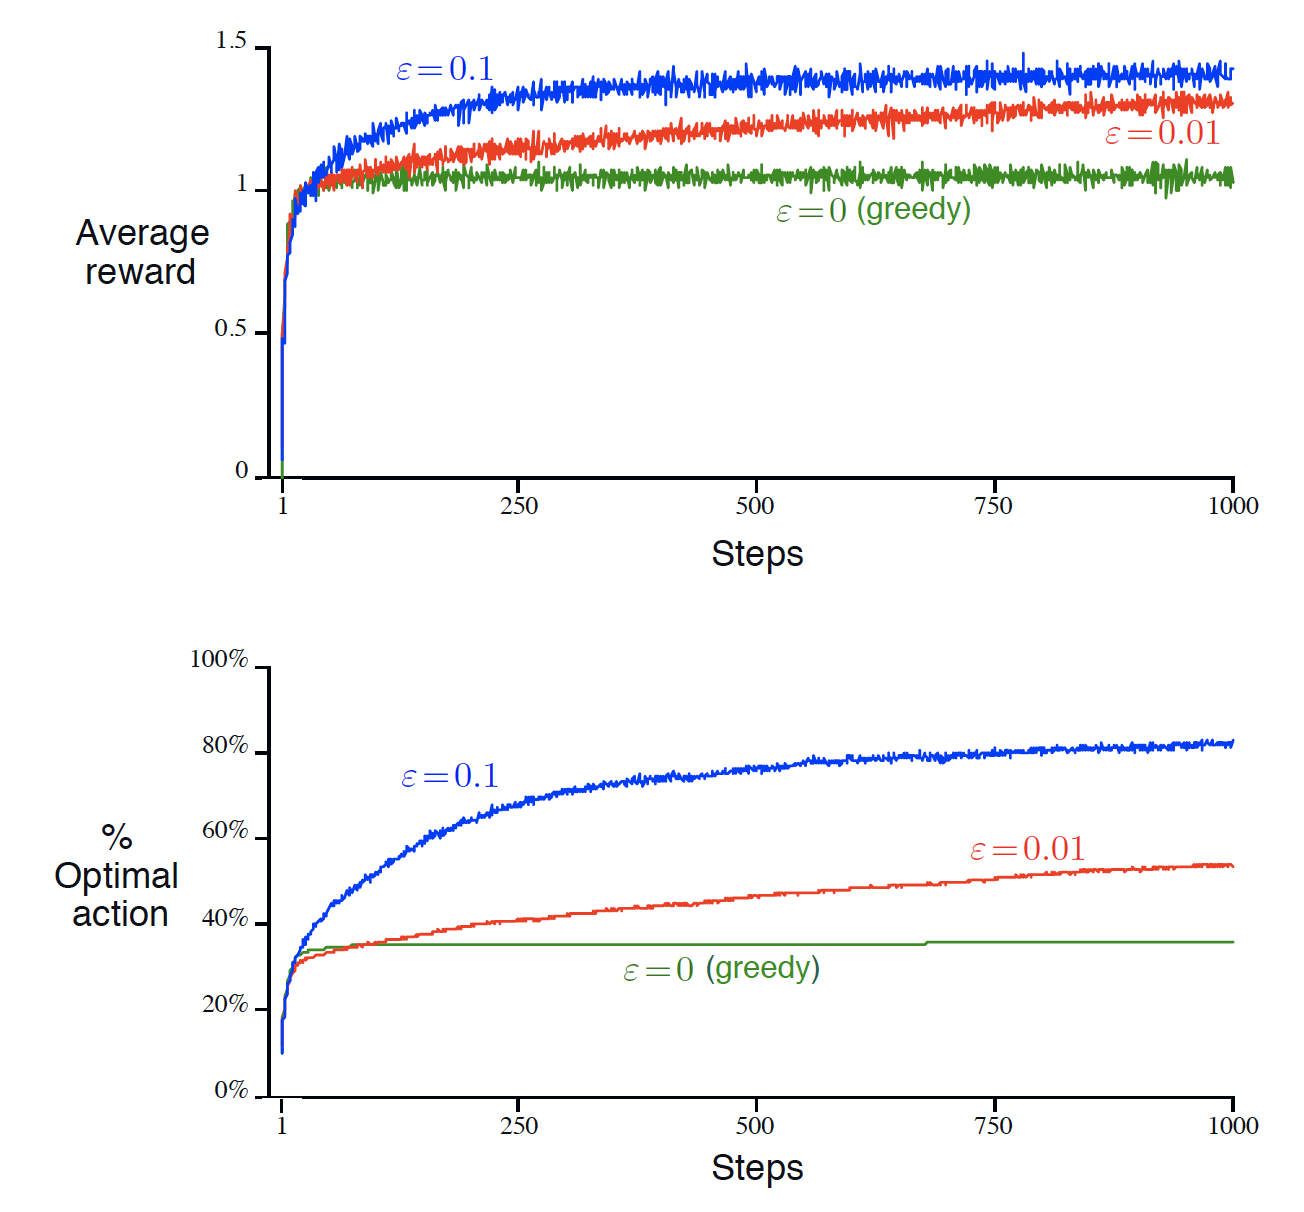 1.5
ε = 0.1
ε = 0.01
1
ε = 0 (greedy)
Average
reward
0.5
0
1 250 500 750 1000
Steps
100%
80%
ε = 0.1
60%
ε = 0.01
%
Optimal
action
40%
ε = 0 (greedy)
20%
0%
1 250 500 750 1000
Steps